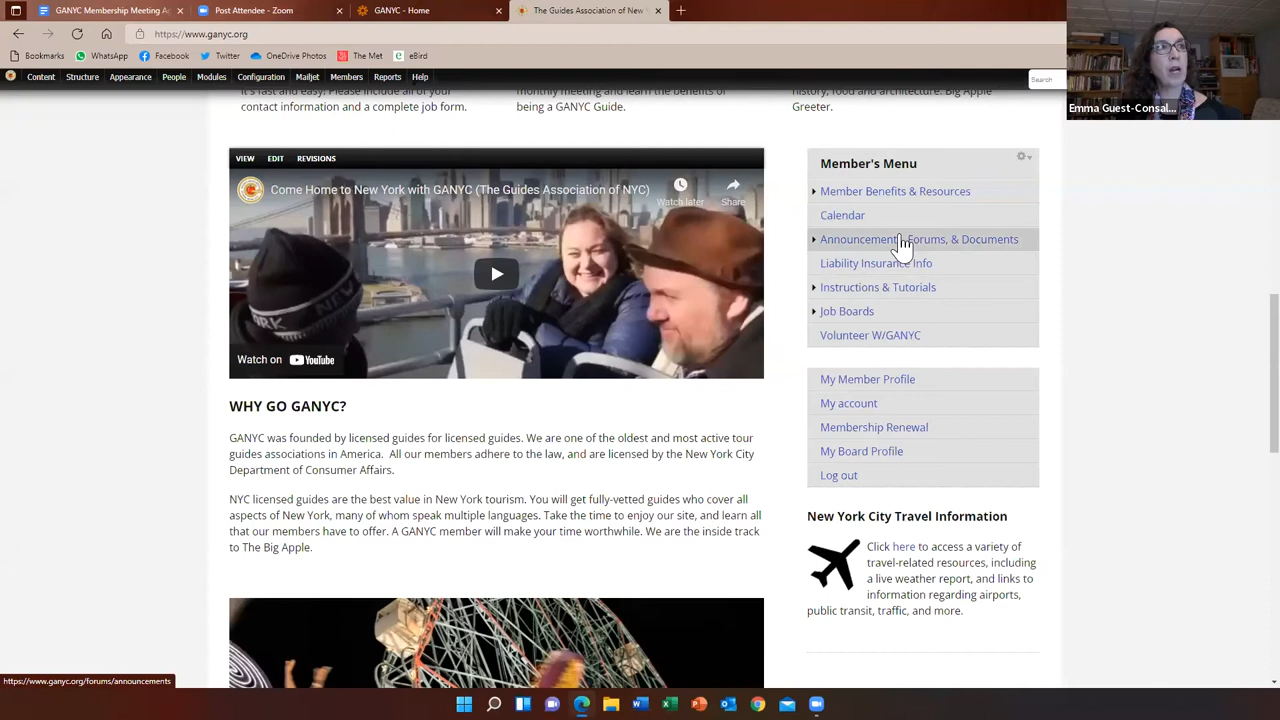 GANYC Membership Meeting A
Post Attendee - Zoom
GANYC - Home
The Guides Association of New Y
https://www.ganyc.org
Bookmarks
WhatsApp
Facebook
Twitter
OneDrive Photos
The Met
eBird
Content
Structure
Appearance
People
Modules
Configuration
Mailjet
Members
Reports
Help
Search
Emma Guest-Consal...
contact information and a complete job form.
being a GANYC Guide.
history, food and architecture. Big Apple
Greeter.
VIEW
EDIT
REVISIONS
Come Home to New York with GANYC (The Guides Association of NYC)
Watch later
Share
NEW YORK
Watch on YouTube
Member's Menu
Member Benefits & Resources
Calendar
Announcement Forums, & Documents
Liability Insurance Info
Instructions & Tutorials
Job Boards
Volunteer W/GANYC
My Member Profile
My account
Membership Renewal
My Board Profile
Log out
WHY GO GANYC?
GANYC was founded by licensed guides for licensed guides. We are one of the oldest and most active tour
guides associations in America. All our members adhere to the law, and are licensed by the New York City
Department of Consumer Affairs.
NYC licensed guides are the best value in New York tourism. You will get fully-vetted guides who cover all
aspects of New York, many of whom speak multiple languages. Take the time to enjoy our site, and learn all
that our members have to offer. A GANYC member will make your time worthwhile. We are the inside track
to The Big Apple.
New York City Travel Information
Click here to access a variety of
travel-related resources, including
a live weather report, and links to
information regarding airports,
public transit, traffic, and more.
https://www.ganyc.org/forums/announcements